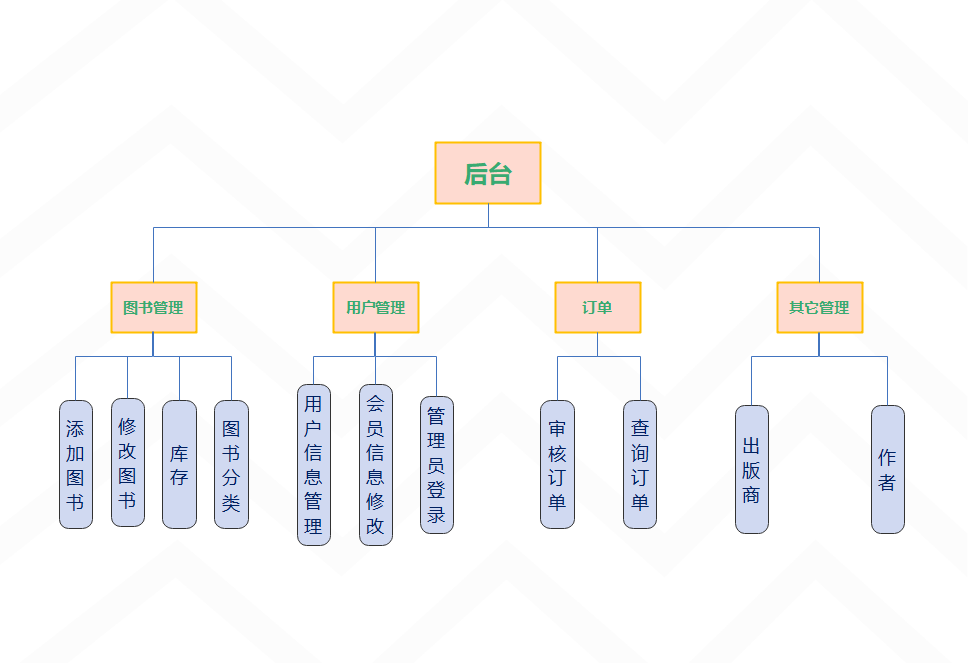 后台
图书管理
用户管理
订单
其它管理
添加图书
修改图书
库存
图书分类
用户信息管理
会员信息修改
管理员登录
审核订单
查询订单
出版商
作者